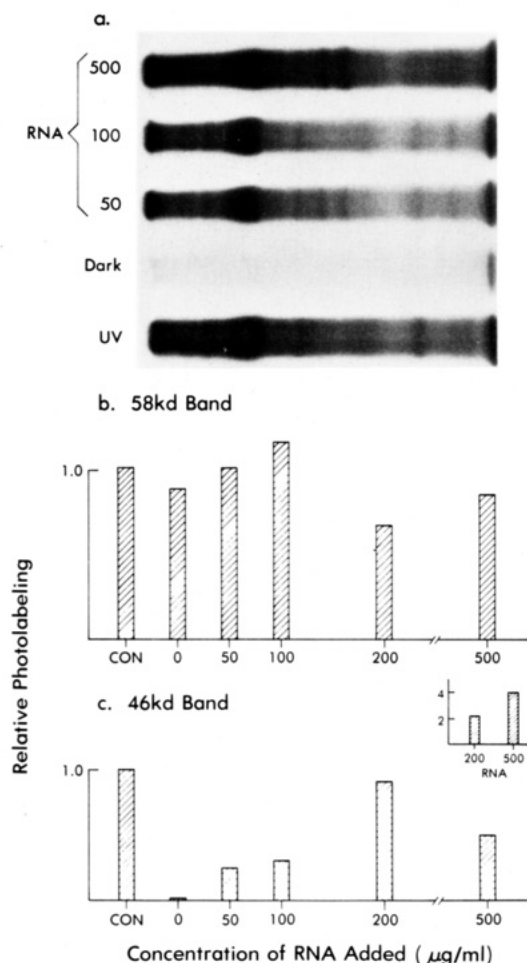 a.
500
RNA 100
50
Dark
UV
b. 58kd Band
1.0
CON 0 50 100 200 500
Relative Photolabeling
c. 46kd Band
4
2
200 500
RNA
1.0
CON 0 50 100 200 500
Concentration of RNA Added (μg/ml)